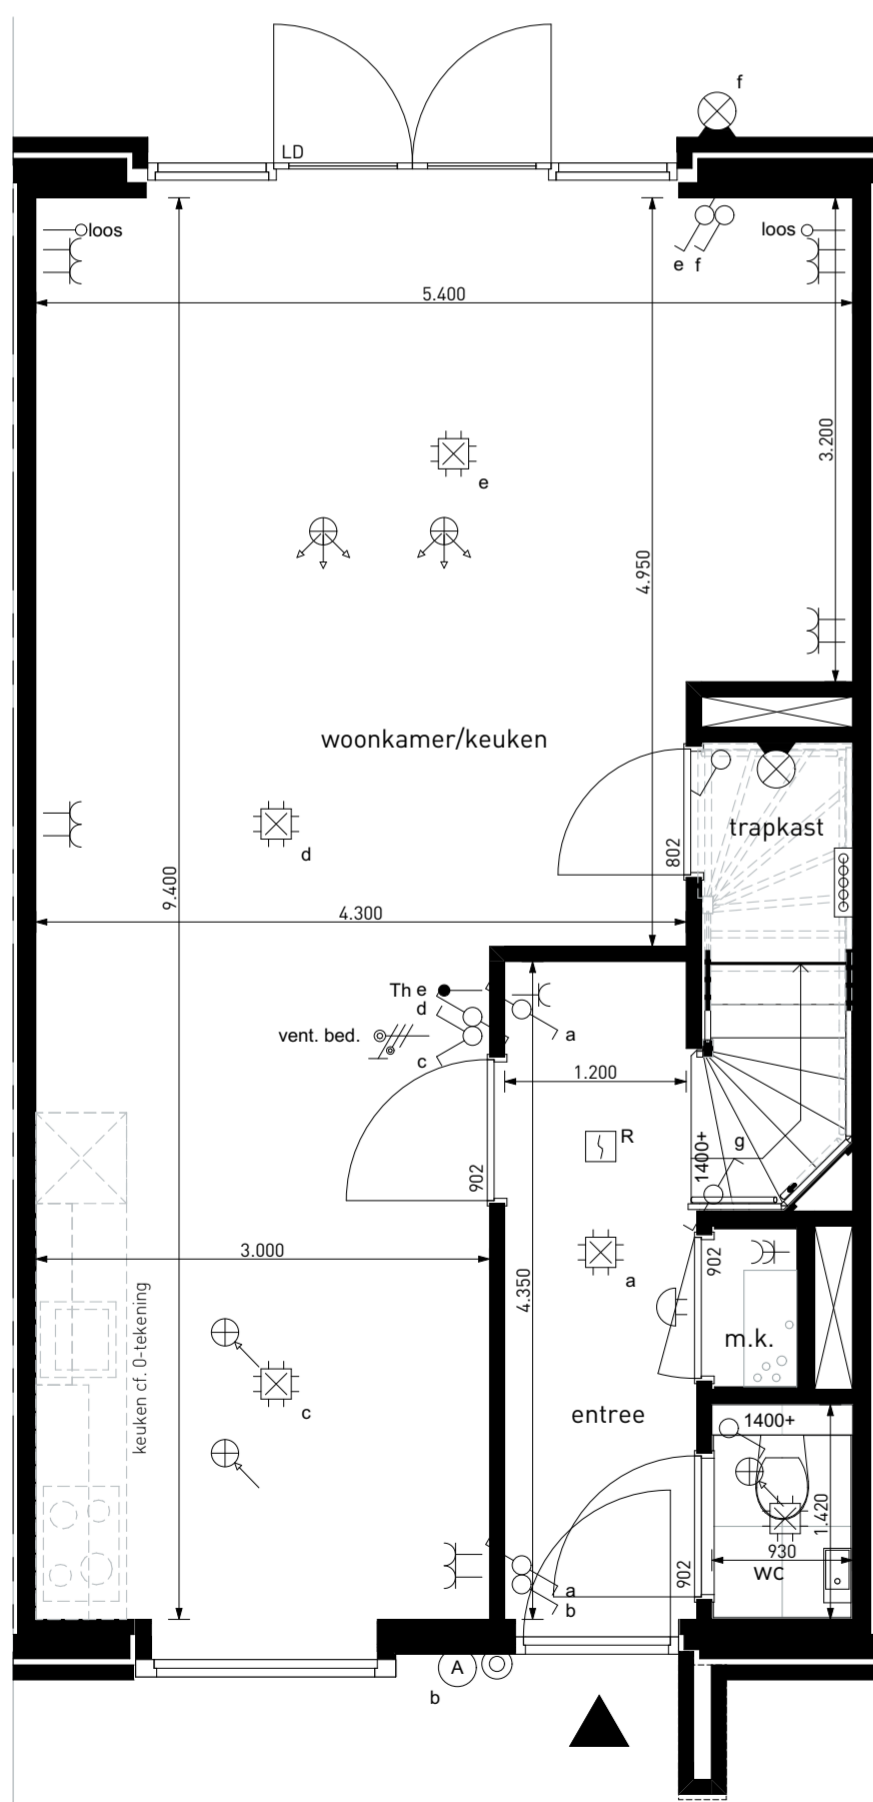 f
LD
loos
loos
e f
5.400
3.200
e
4.950
woonkamer/keuken
trapkast
802
d
9.400
4.300
Th e
d
a
vent. bed.
c
1.200
R
g
1400+
902
3.000
902
a
4.350
keuken cf. 0-tekening
m.k.
c
entree
1400+
1.420
930
wc
902
a
b
A
b